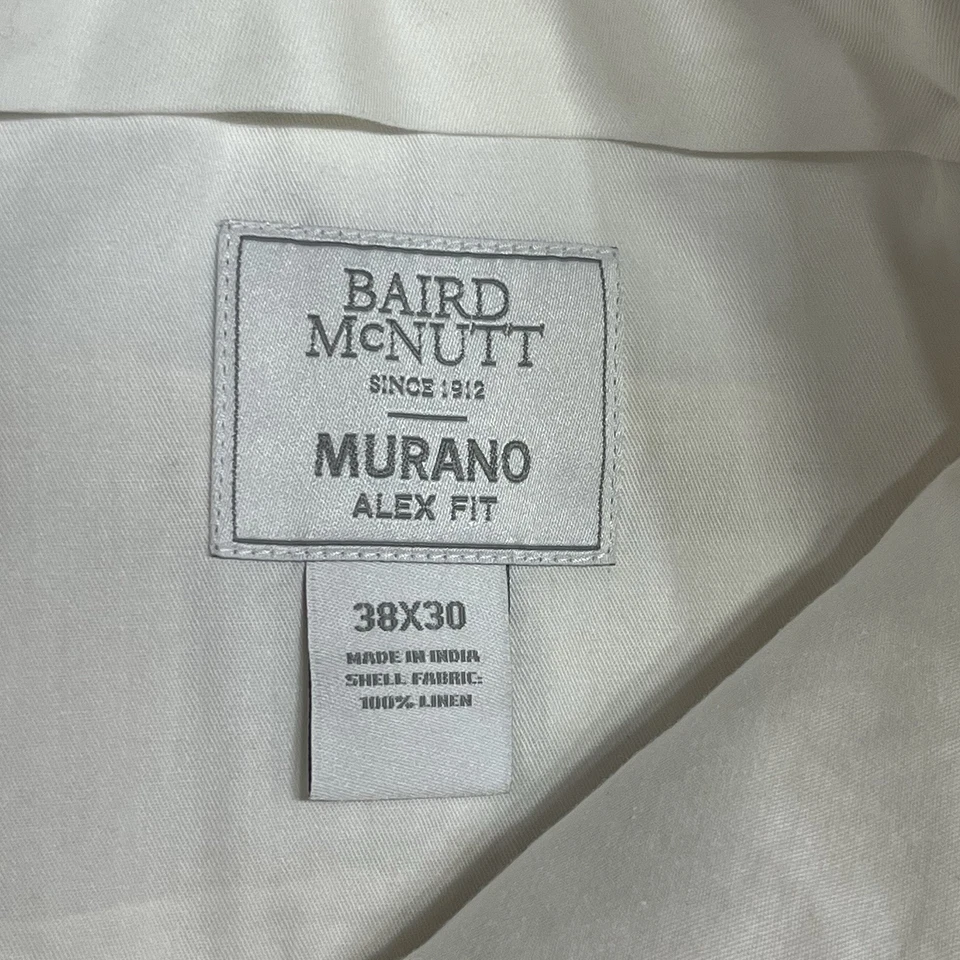 BAIRD
McNUTT
SINCE 1912
MURANO
ALEX FIT
38X30
MADE IN INDIA
SHELL FABRIC:
100% LINEN